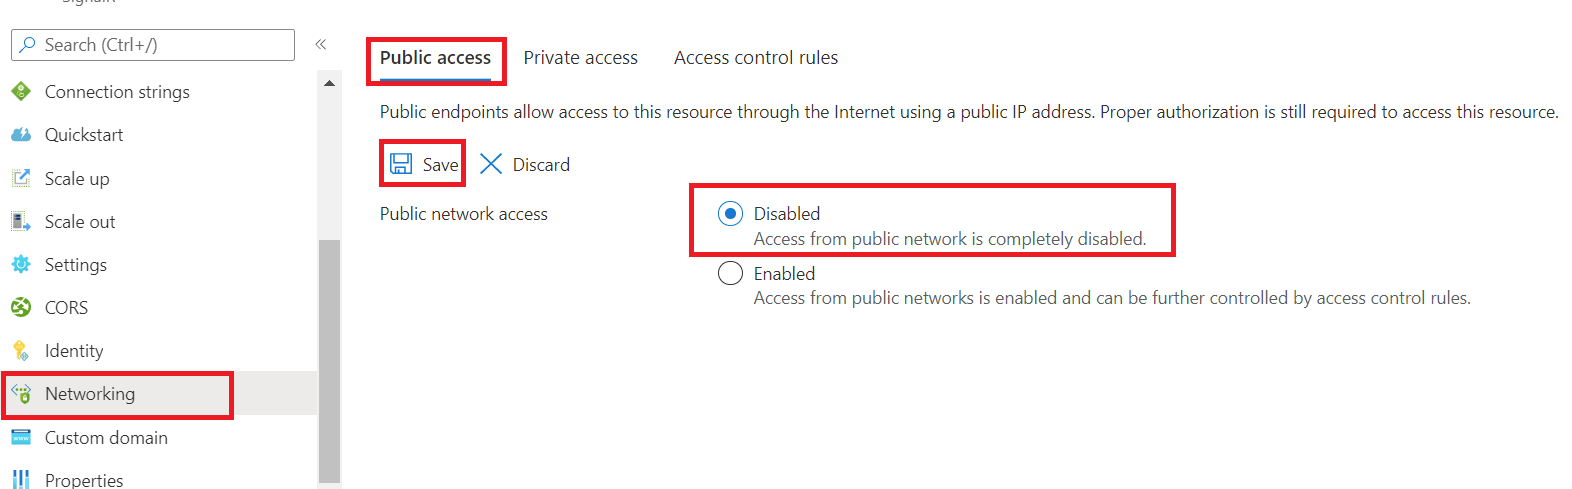 SignalR
Search (Ctrl+/)
Connection strings
Quickstart
Scale up
Scale out
Settings
CORS
Identity
Networking
Custom domain
Properties
Public access
Private access
Access control rules
Public endpoints allow access to this resource through the Internet using a public IP address. Proper authorization is still required to access this resource.
Save
Discard
Public network access
Disabled
Access from public network is completely disabled.
Enabled
Access from public networks is enabled and can be further controlled by access control rules.